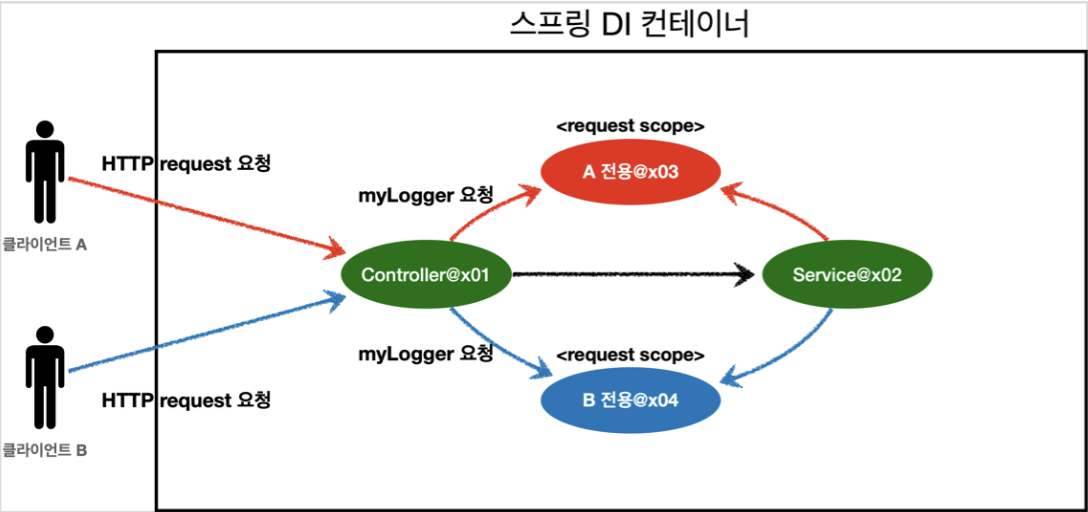 스프링 DI 컨테이너
<request scope>
HTTP request 요청
A 전용@x03
myLogger 요청
클라이언트 A
Controller@x01
Service@x02
myLogger 요청
<request scope>
HTTP request 요청
B 전용@x04
클라이언트 B